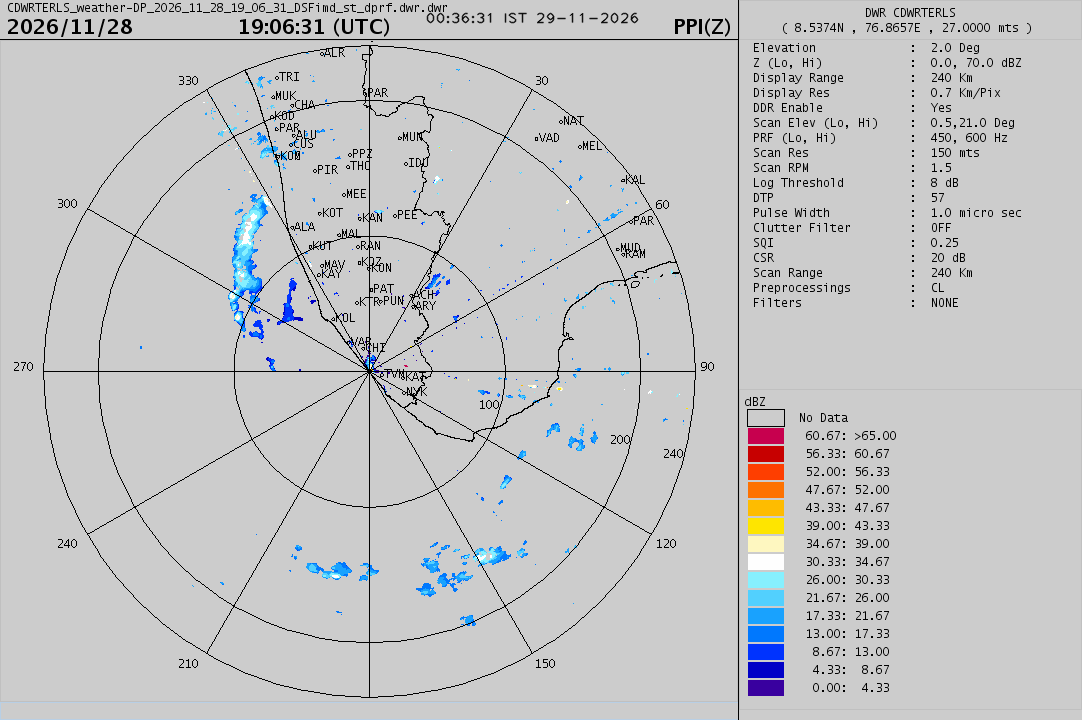 CDWRTERLS_weather-DP_2026_11_28_19_06_31_DSFimd_st_dprf.dwr.dwr
00:36:31 IST 29-11-2026
2026/11/28 19:06:31 (UTC) PPI(Z)
DWR CDWRTERLS
( 8.5374N , 76.8657E , 27.0000 mts )
Elevation : 2.0 Deg
Z (Lo, Hi) : 0.0, 70.0 dBZ
Display Range : 240 Km
Display Res : 0.7 Km/Pix
DDR Enable : Yes
Scan Elev (Lo, Hi) : 0.5,21.0 Deg
PRF (Lo, Hi) : 450, 600 Hz
Scan Res : 150 mts
Scan RPM : 1.5
Log Threshold : 8 dB
DTP : 57
Pulse Width : 1.0 micro sec
Clutter Filter : OFF
SQI : 0.25
CSR : 20 dB
Scan Range : 240 Km
Preprocessings : CL
Filters : NONE
dBZ
No Data
60.67: >65.00
56.33: 60.67
52.00: 56.33
47.67: 52.00
43.33: 47.67
39.00: 43.33
34.67: 39.00
30.33: 34.67
26.00: 30.33
21.67: 26.00
17.33: 21.67
13.00: 17.33
8.67: 13.00
4.33: 8.67
0.00: 4.33
ALR
TRI
330
30
MUK
PAR
CHA
KOD
NAT
PAR
ALU
MUN
VAD
CUS
MEL
KOM
PPZ
THO
IDU
PIR
KAL
MEE
300
60
KOT
KAN
PEE
PAR
ALA
MAL
KUT
RAN
MUD
RAM
MAV
KOZ
KON
KAY
PAT
ACH
KTR
PUN
ARY
KOL
VAR
CHI
270
90
TVM
KAT
NYK
100
200
240
240
120
210
150